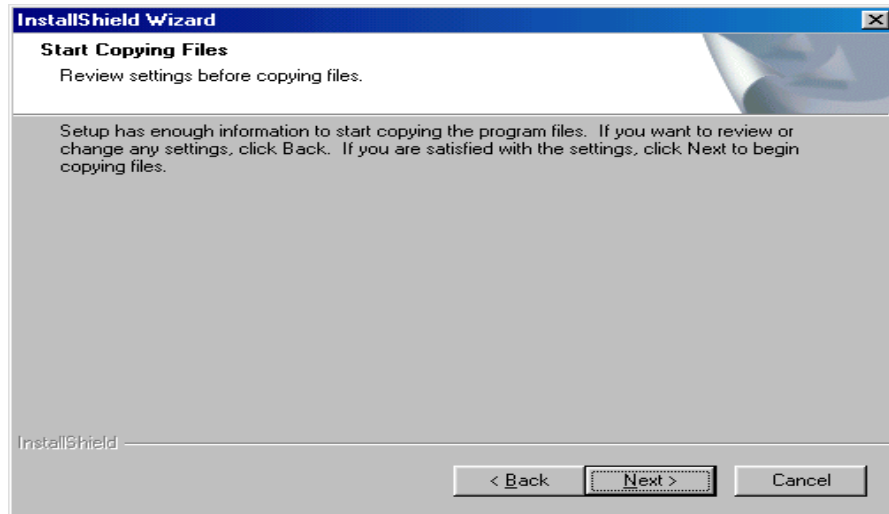 InstallShield Wizard
Start Copying Files
Review settings before copying files.
Setup has enough information to start copying the program files.  If you want to review or
change any settings, click Back.  If you are satisfied with the settings, click Next to begin
copying files.
InstallShield
< Back Next > Cancel